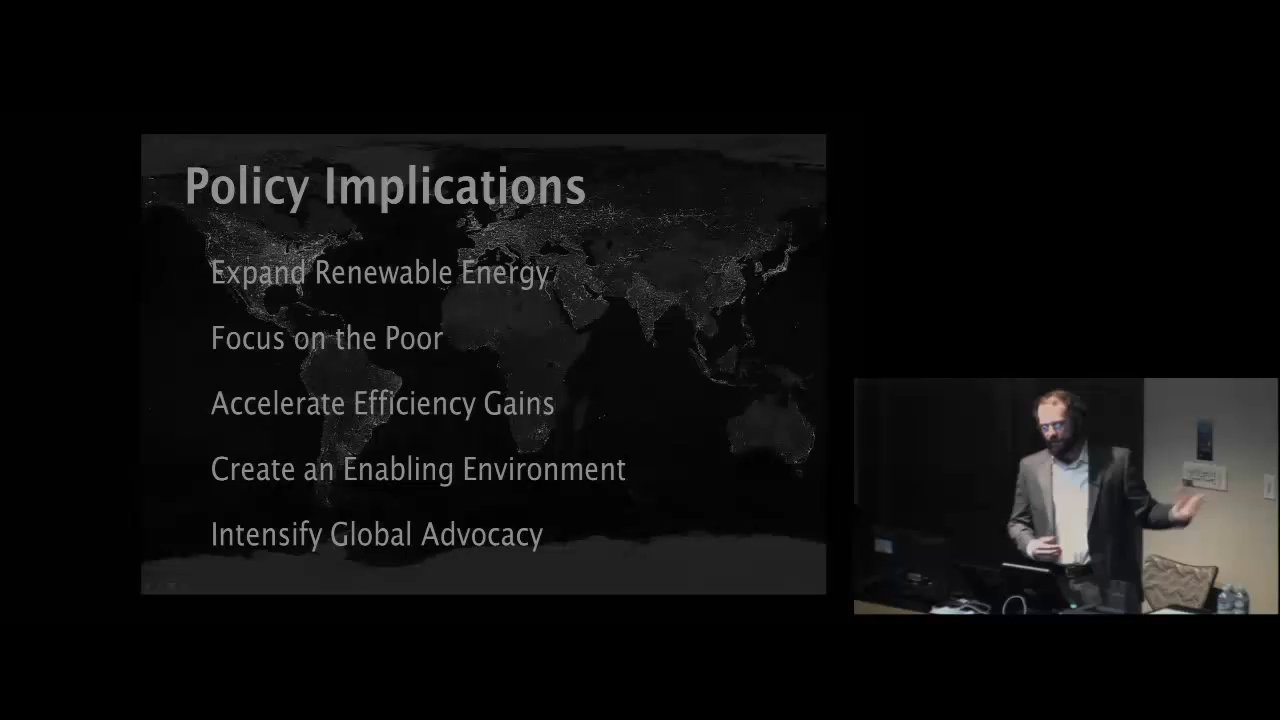 Policy Implications
Expand Renewable Energy
Focus on the Poor
Accelerate Efficiency Gains
Create an Enabling Environment
Intensify Global Advocacy